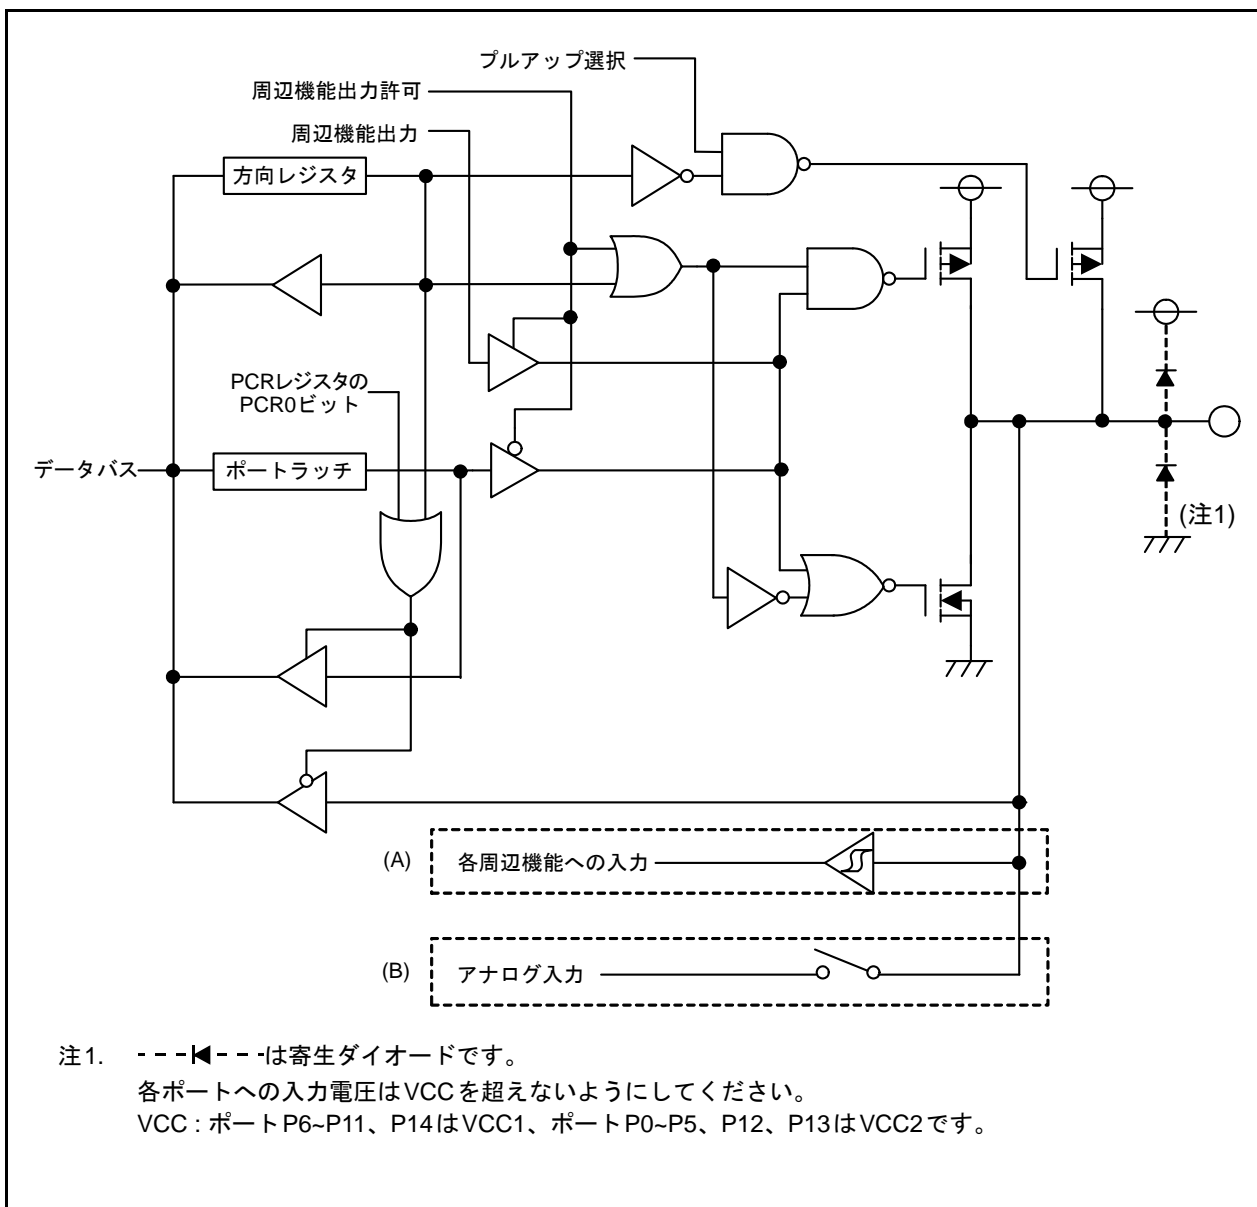 プルアップ選択
周辺機能出力許可
周辺機能出力
方向レジスタ
PCRレジスタの
PCR0ビット
データバス
ポートラッチ
(注1)
(A)
各周辺機能への入力
(B)
アナログ入力
注1. は寄生ダイオードです。
各ポートへの入力電圧はVCCを超えないようにしてください。
VCC : ポートP6~P11、P14はVCC1、ポートP0~P5、P12、P13はVCC2です。